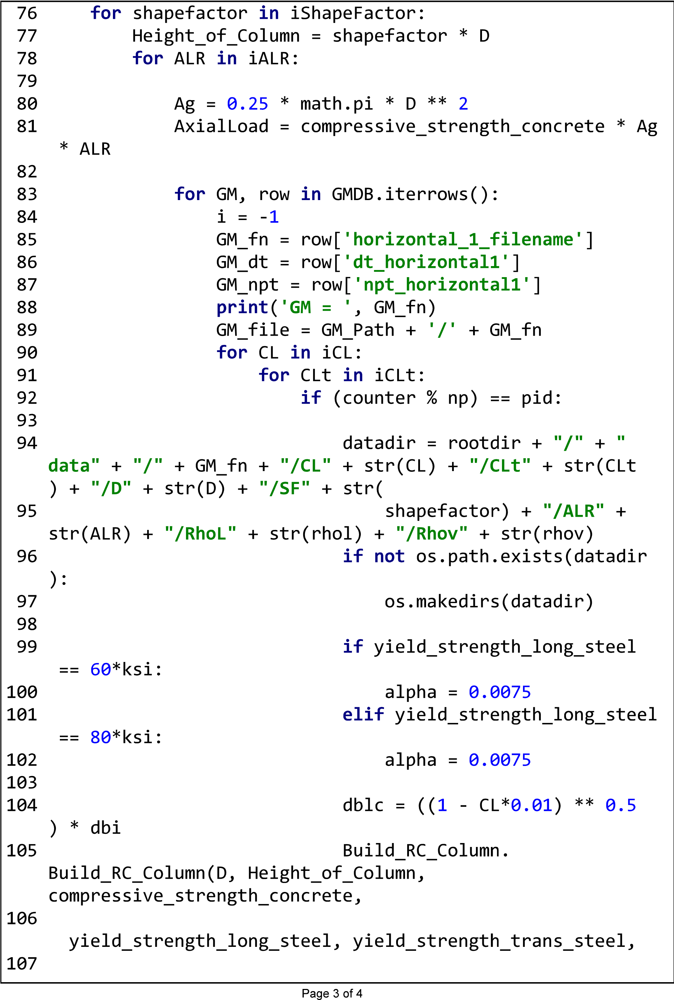 76     for shapefactor in iShapeFactor:
77         Height_of_Column = shapefactor * D
78         for ALR in iALR:
79
80             Ag = 0.25 * math.pi * D ** 2
81             AxialLoad = compressive_strength_concrete * Ag
 * ALR
82
83             for GM, row in GMDB.iterrows():
84                 i = -1
85                 GM_fn = row['horizontal_1_filename']
86                 GM_dt = row['dt_horizontal1']
87                 GM_npt = row['npt_horizontal1']
88                 print('GM = ', GM_fn)
89                 GM_file = GM_Path + '/' + GM_fn
90                 for CL in iCL:
91                     for CLt in iCLt:
92                         if (counter % np) == pid:
93
94                             datadir = rootdir + "/" + "
data" + "/" + GM_fn + "/CL" + str(CL) + "/CLt" + str(CLt
) + "/D" + str(D) + "/SF" + str(
95                                 shapefactor) + "/ALR" +
str(ALR) + "/RhoL" + str(rhol) + "/Rhov" + str(rhov)
96                             if not os.path.exists(datadir
):
97                                 os.makedirs(datadir)
98
99                             if yield_strength_long_steel
 == 60*ksi:
100                                 alpha = 0.0075
101                             elif yield_strength_long_steel
 == 80*ksi:
102                                 alpha = 0.0075
103
104                             dblc = ((1 - CL*0.01) ** 0.5
) * dbi
105                             Build_RC_Column.
Build_RC_Column(D, Height_of_Column,
compressive_strength_concrete,
106
  yield_strength_long_steel, yield_strength_trans_steel,
107
Page 3 of 4